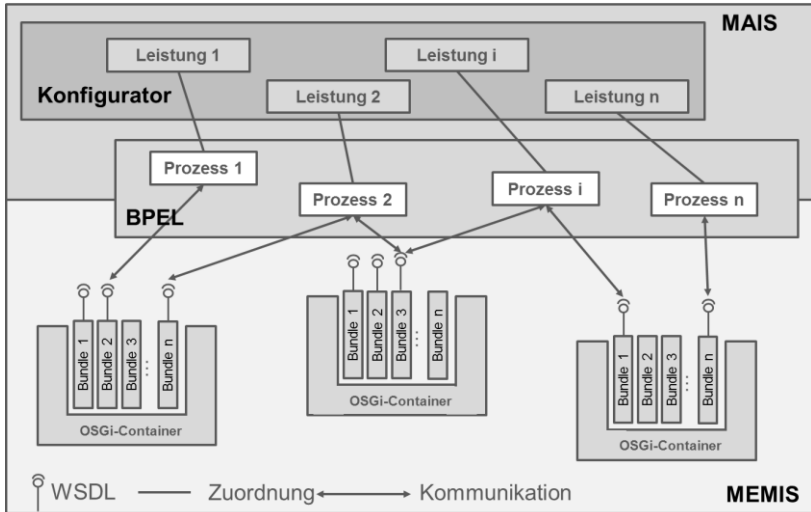 MAIS
Leistung 1
Leistung i
Konfigurator
Leistung 2
Leistung n
Prozess 1
Prozess 2
Prozess i
Prozess n
BPEL
Bundle 1
Bundle 2
Bundle 3
...
Bundle n
OSGi-Container
Bundle 1
Bundle 2
Bundle 3
...
Bundle n
OSGi-Container
Bundle 1
Bundle 2
Bundle 3
...
Bundle n
OSGi-Container
WSDL
Zuordnung
Kommunikation
MEMIS